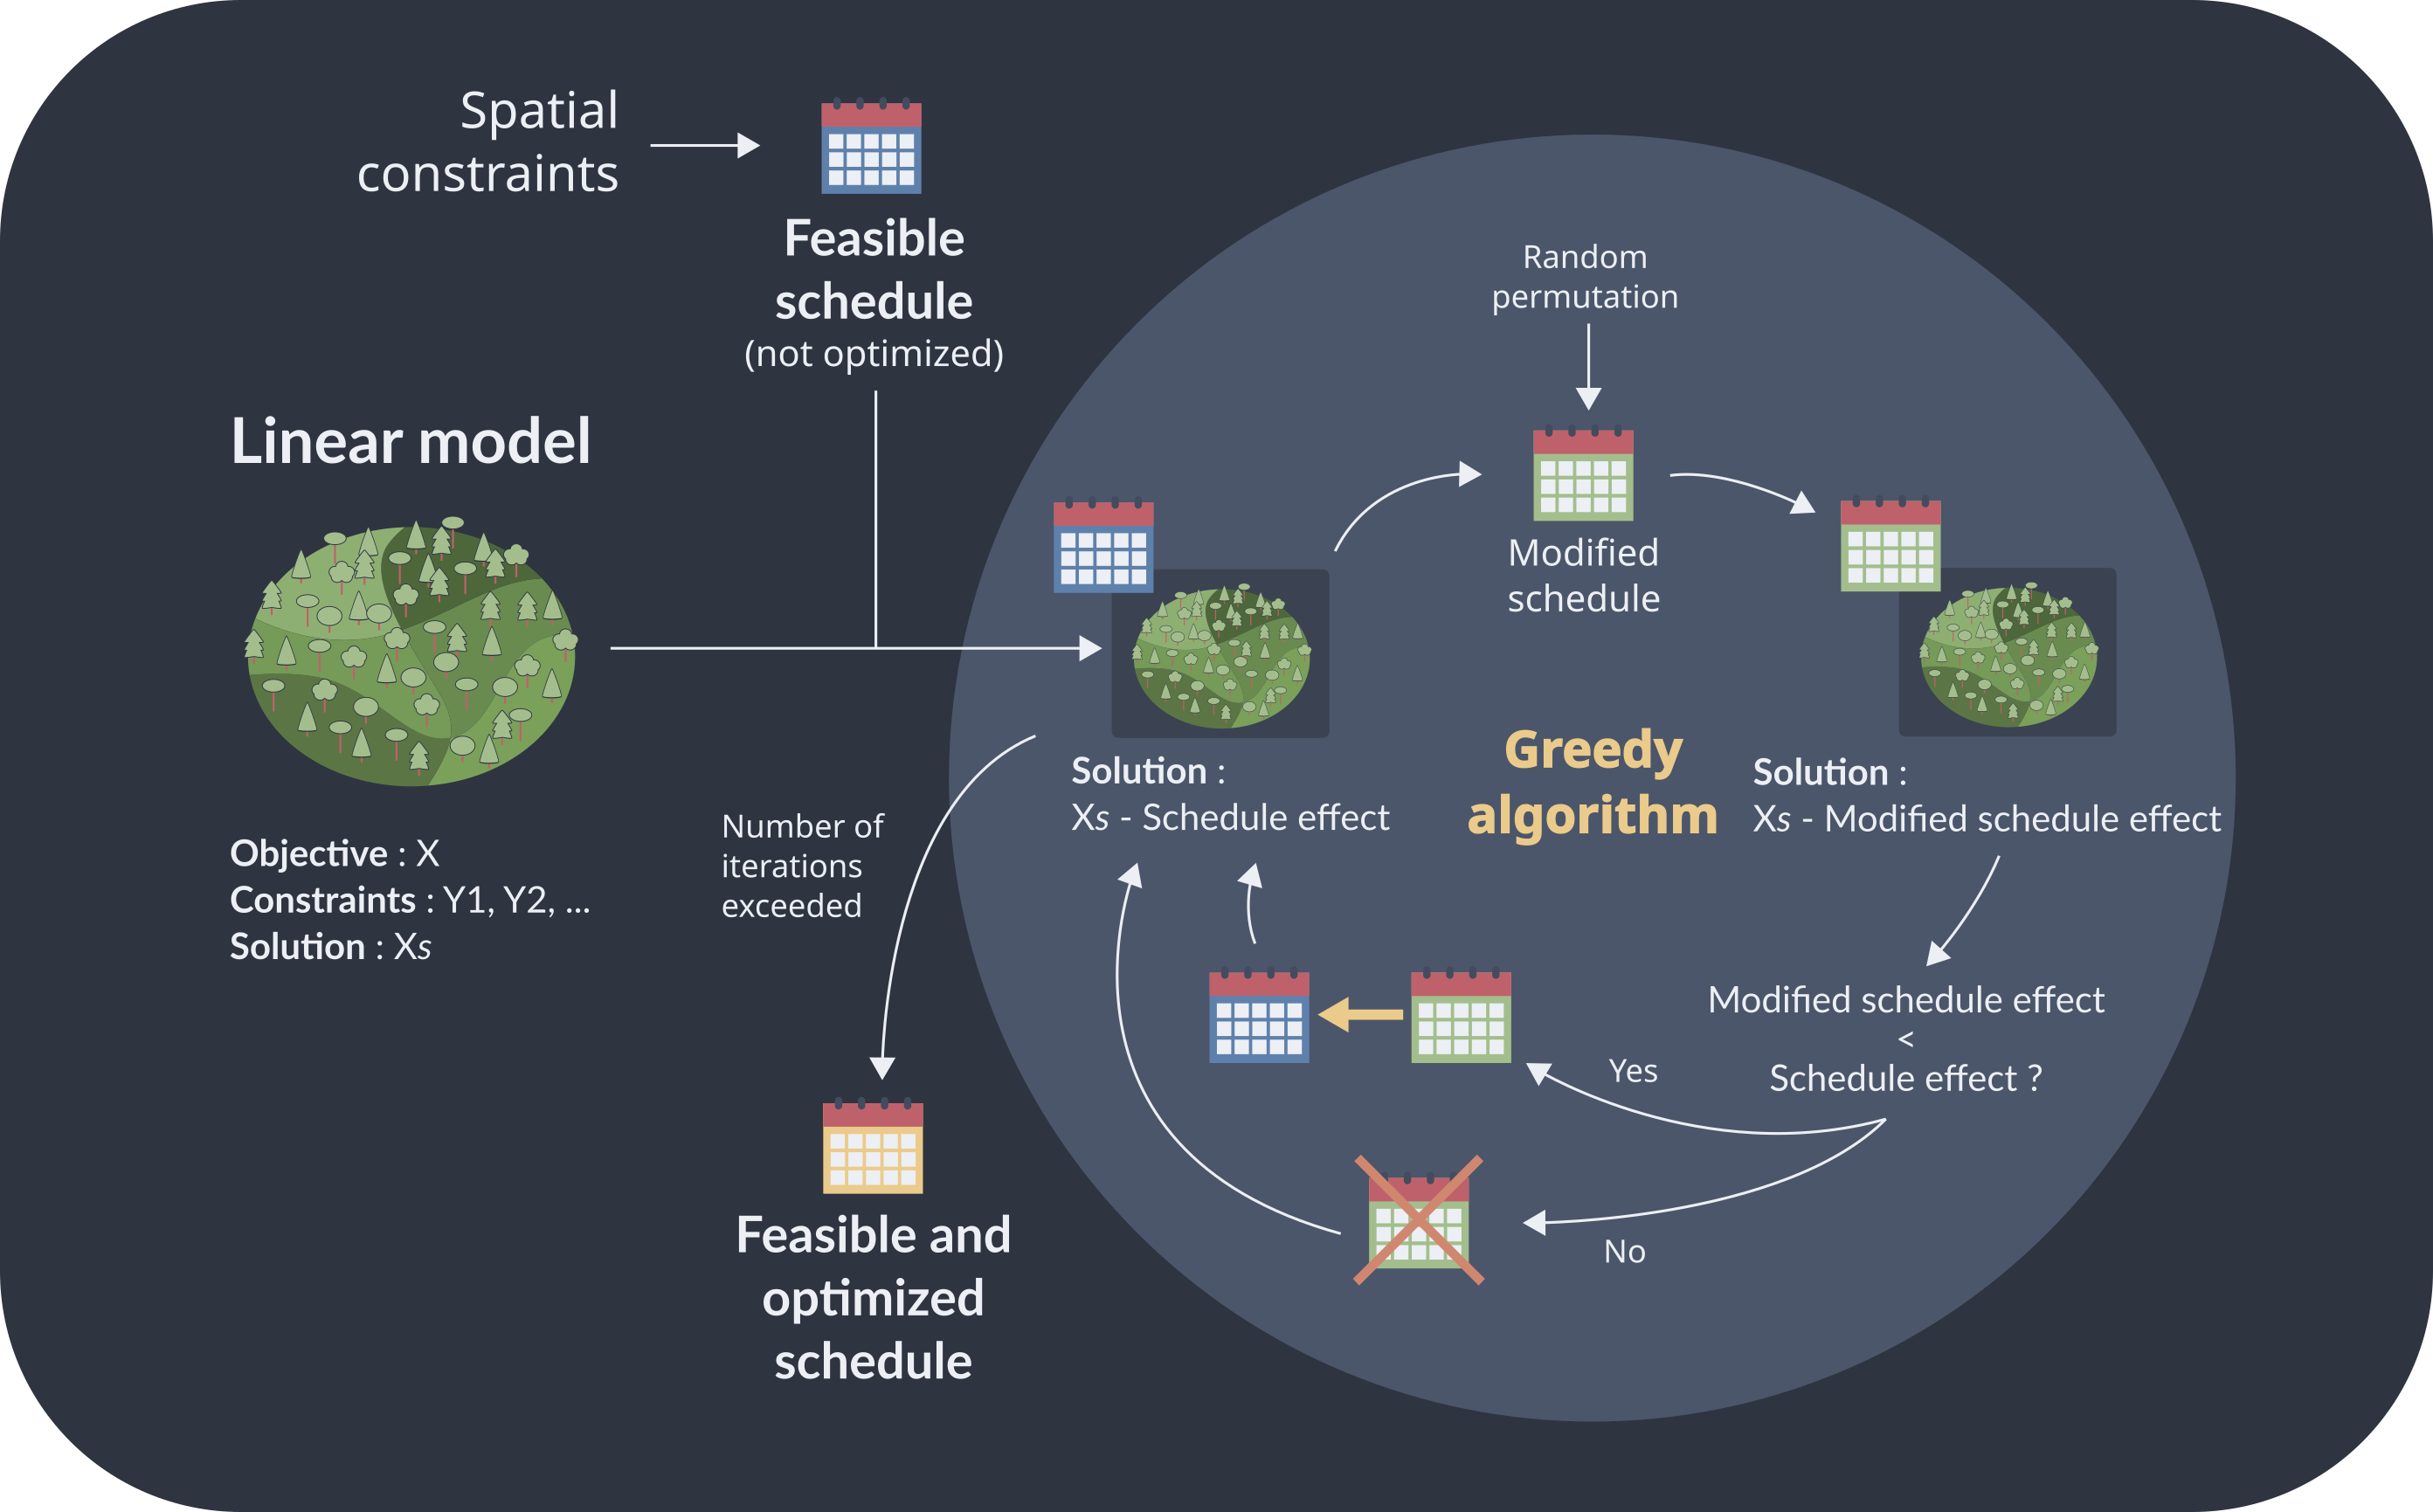 Spatial
constraints
Feasible
schedule
(not optimized)
Linear model
Objective : X
Constraints : Y1, Y2, ...
Solution : Xs
Random
permutation
Modified
schedule
Solution :
Xs - Schedule effect
Greedy
algorithm
Solution :
Xs - Modified schedule effect
Number of
iterations
exceeded
Modified schedule effect
<
Schedule effect ?
Yes
No
Feasible and
optimized
schedule